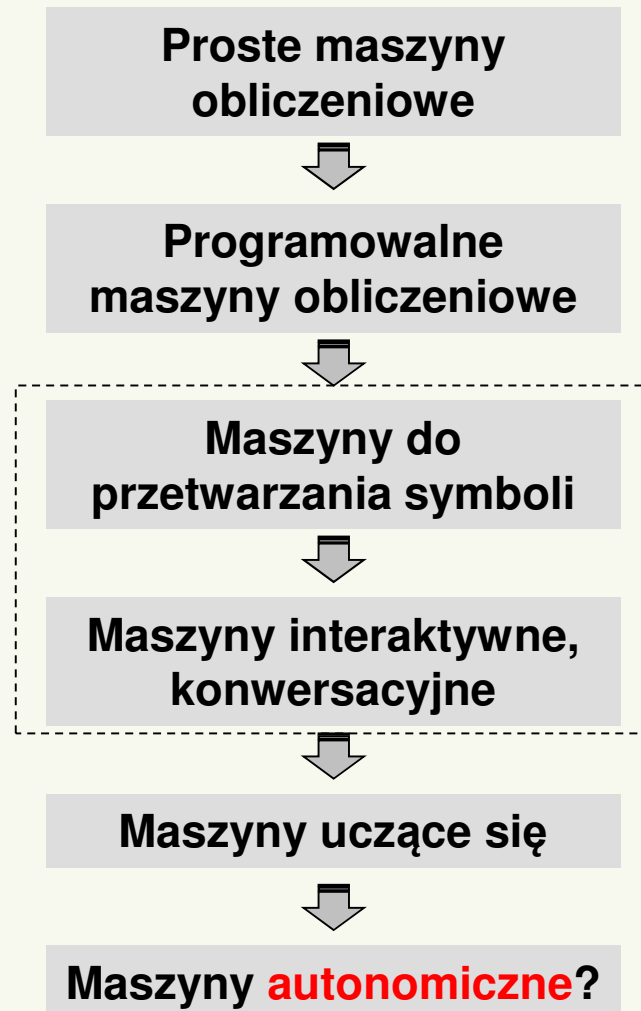 Proste maszyny
obliczeniowe
Programowalne
maszyny obliczeniowe
Maszyny do
przetwarzania symboli
Maszyny interaktywne,
konwersacyjne
Maszyny uczące się
Maszyny autonomiczne?